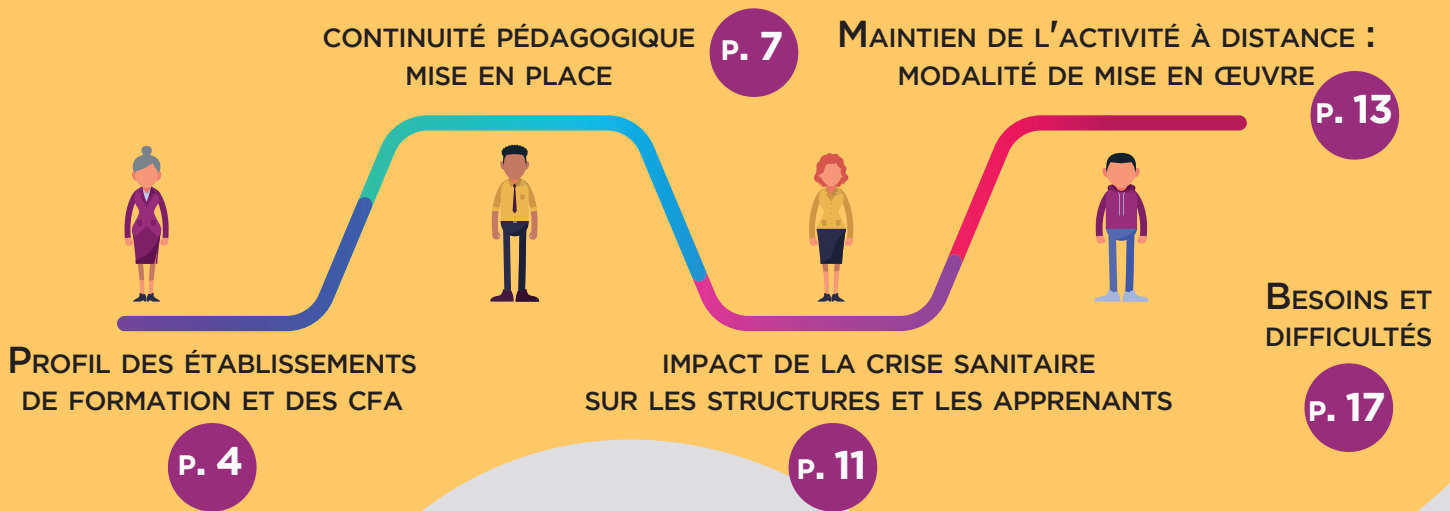 PROFIL DES ÉTABLISSEMENTS
DE FORMATION ET DES CFA
P. 4
CONTINUITÉ PÉDAGOGIQUE
MISE EN PLACE
P. 7
IMPACT DE LA CRISE SANITAIRE
SUR LES STRUCTURES ET LES APPRENANTS
P. 11
MAINTIEN DE L'ACTIVITÉ À DISTANCE :
MODALITÉ DE MISE EN ŒUVRE
P. 13
BESOINS ET
DIFFICULTÉS
P. 17